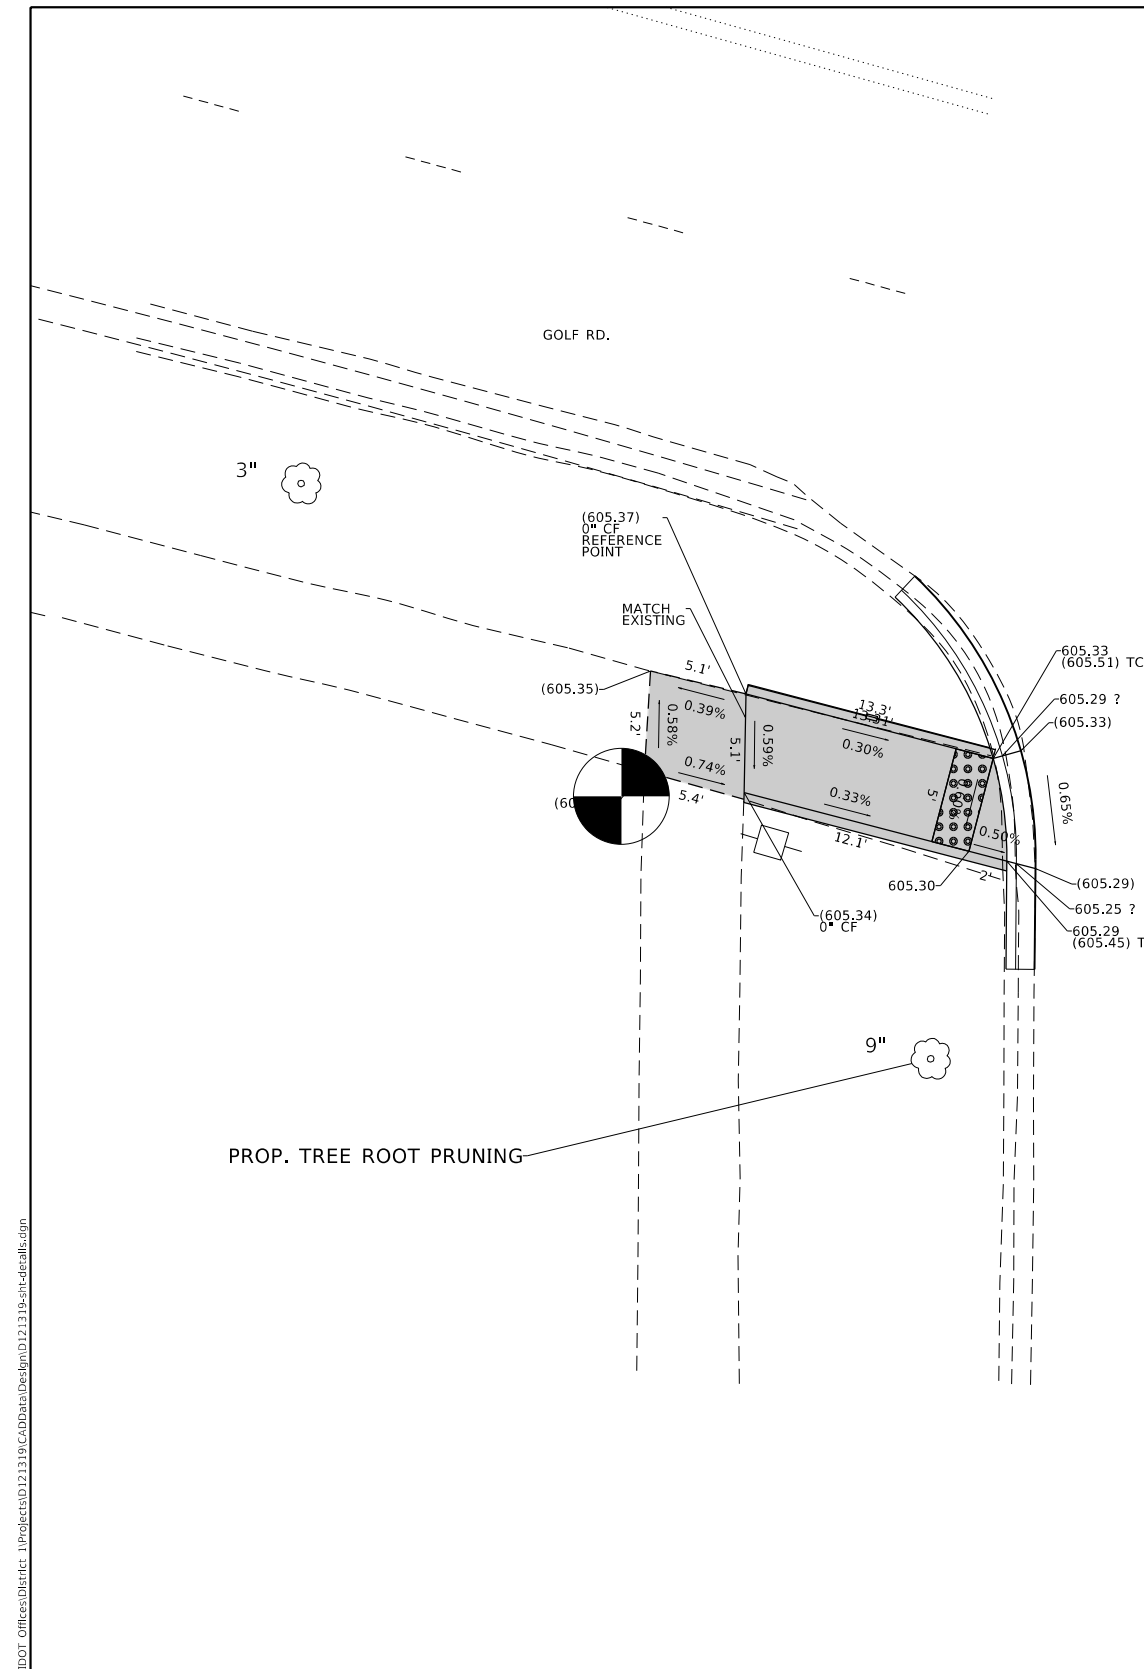 GOLF RD.
3"
(605.37)
0" CF
REFERENCE
POINT
MATCH
EXISTING
605.33
(605.51) TC
605.29 ?
(605.33)
(605.35)
5.1'
0.39%
5.2'
0.58%
5.1'
0.59%
13.3'
13.31'
0.30%
0.74%
5.4'
0.33%
5'
0.60%
0.50%
0.65%
12.1'
2'
(60
605.30
(605.29)
605.25 ?
605.29
(605.45) T
(605.34)
0" CF
9"
PROP. TREE ROOT PRUNING
IDOT Offices\District 1\Projects\D121319\CADData\Design\D121319-sht-details.dgn